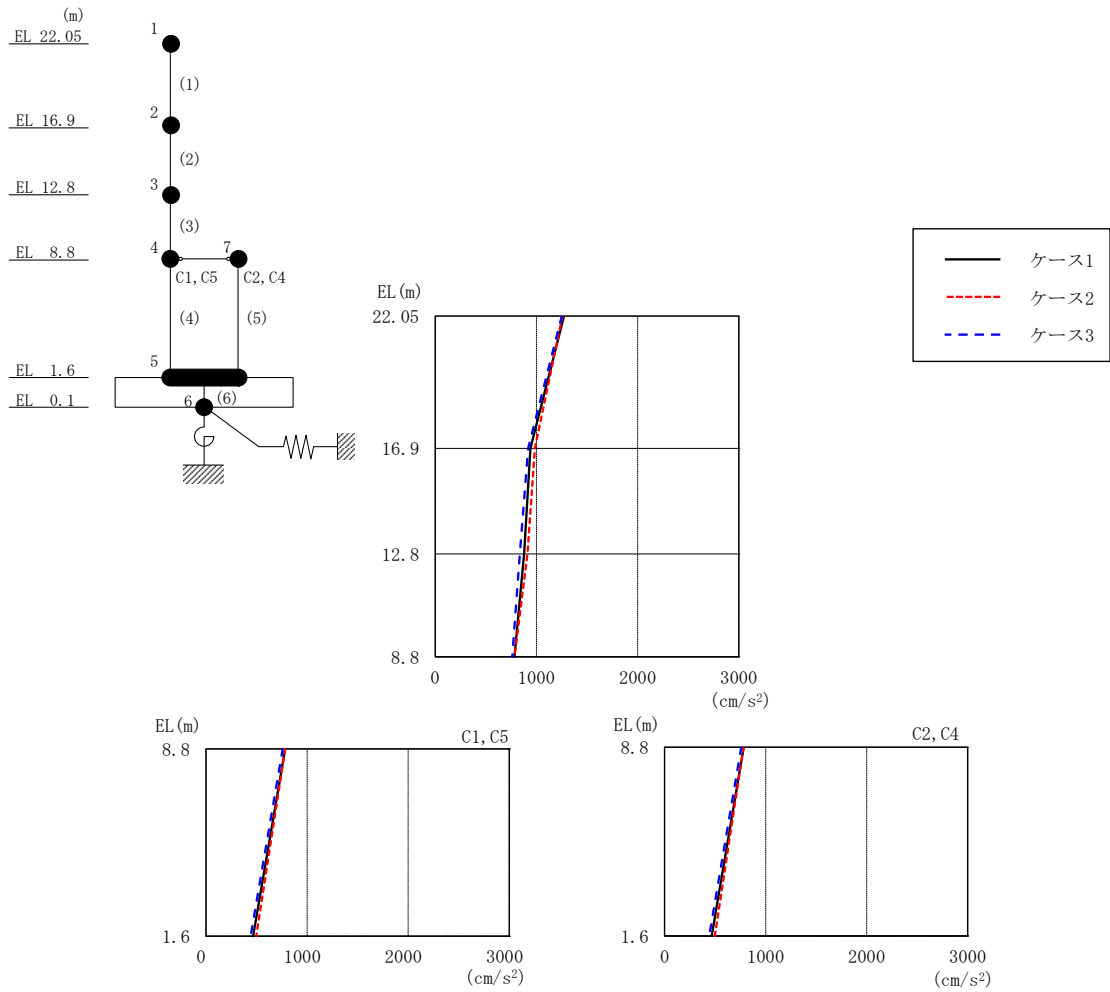 (m)
EL 22.05
EL 16.9
EL 12.8
EL 8.8
EL 1.6
EL 0.1
1
(1)
2
(2)
3
(3)
4
7
C1,C5
C2,C4
(4)
(5)
5
6
(6)
ケース1
ケース2
ケース3
EL(m)
22.05
16.9
12.8
8.8
0
1000
2000
3000
(cm/s²)
EL(m)
C1,C5
8.8
1.6
0
1000
2000
3000
(cm/s²)
EL(m)
C2,C4
8.8
1.6
0
1000
2000
3000
(cm/s²)